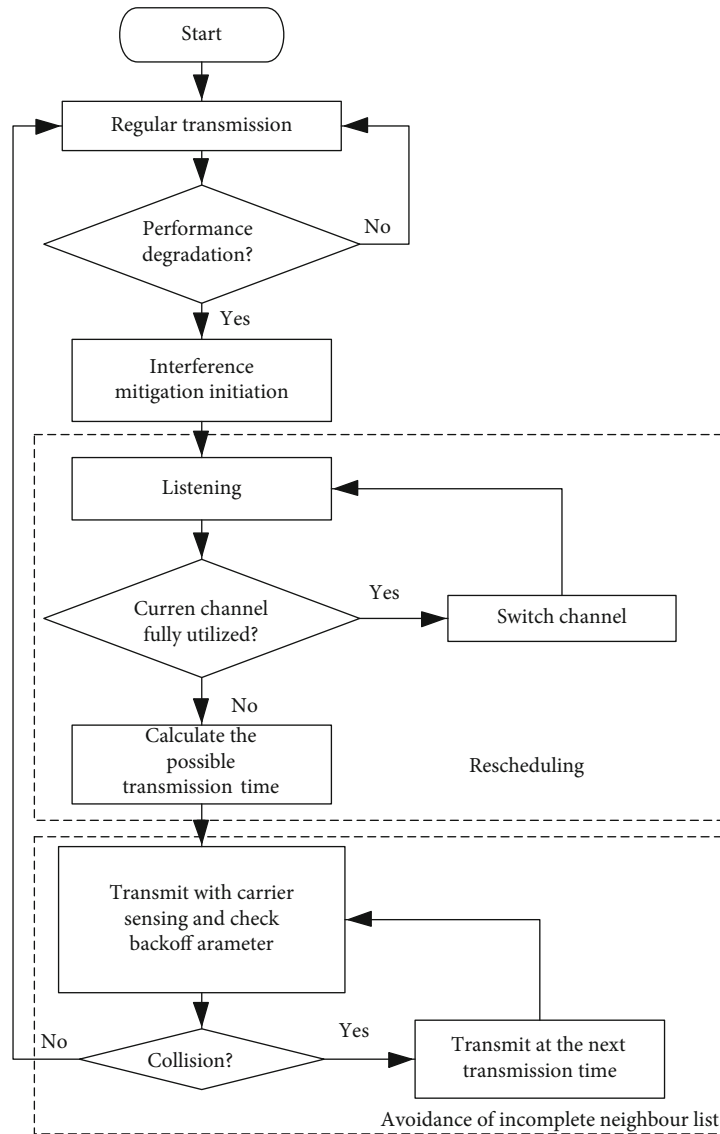 Start
Regular transmission
Performance
degradation?
No
Yes
Interference
mitigation initiation
Listening
Curren channel
fully utilized?
Yes
Switch channel
No
Calculate the
possible
transmission time
Rescheduling
Transmit with carrier
sensing and check
backoff arameter
No
Collision?
Yes
Transmit at the next
transmission time
Avoidance of incomplete neighbour list